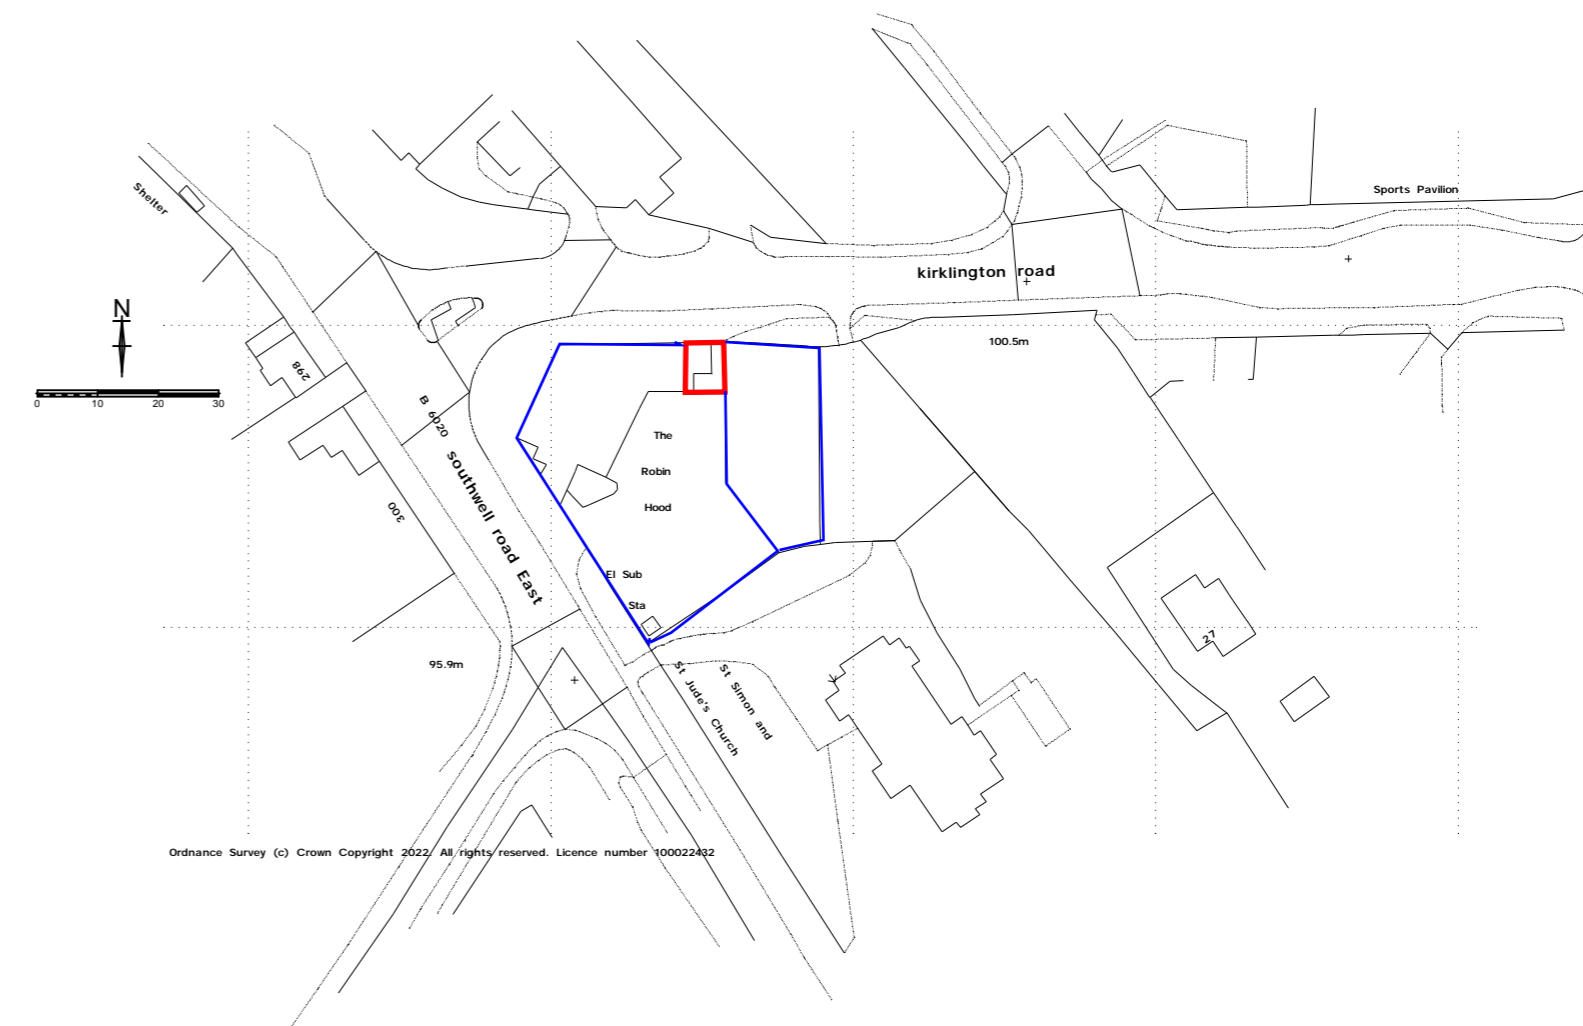 Sports Pavilion
Shelter
kirklington road
N
100.5m
298
0 10 20 30
B 6020
southwell road East
The
Robin
Hood
300
El Sub
Sta
27
95.9m
St Simon and
St Jude's Church
Ordnance Survey (c) Crown Copyright 2022. All rights reserved. Licence number 100022432